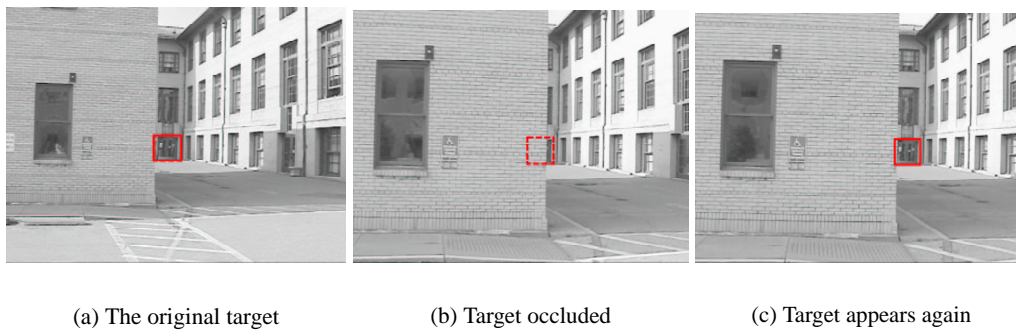 (a) The original target
(b) Target occluded
(c) Target appears again